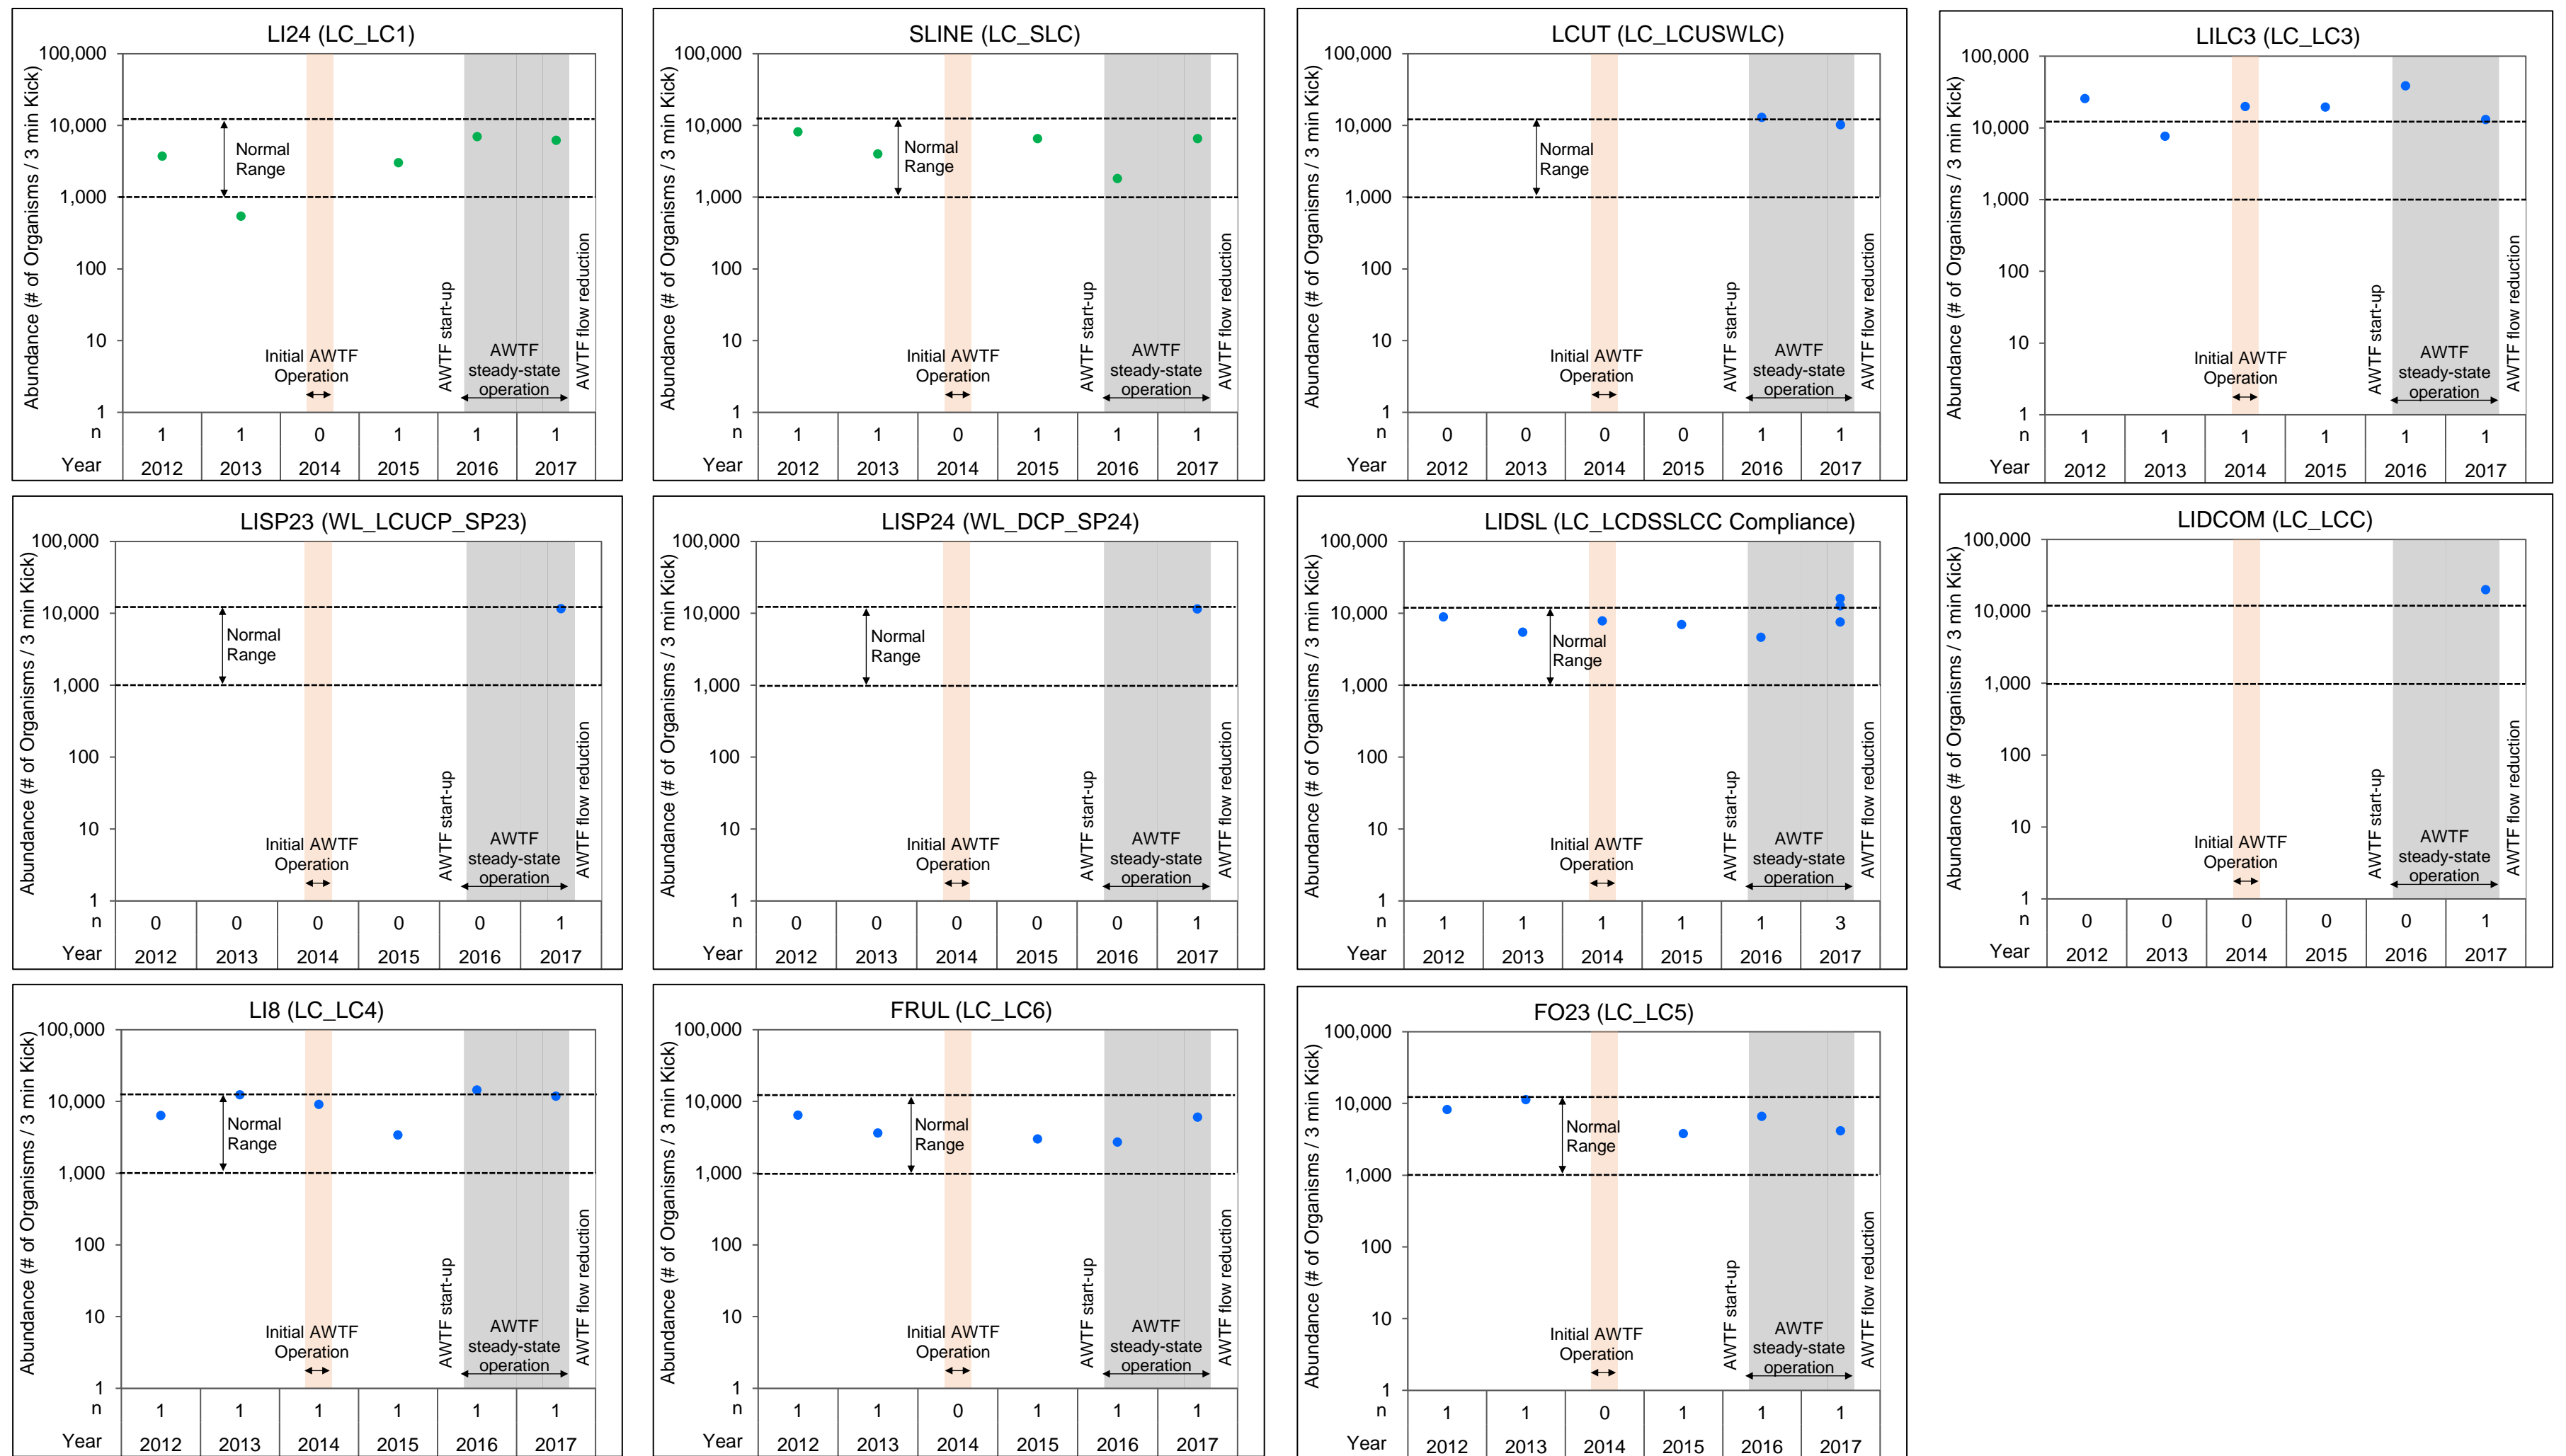 LI24 (LC_LC1)
Abundance (# of Organisms / 3 min Kick)
100,000
10,000
1,000
100
10
1
Normal
Range
Initial AWTF
Operation
AWTF start-up
AWTF
steady-state
operation
AWTF flow reduction
n 1 1 0 1 1 1
Year 2012 2013 2014 2015 2016 2017
SLINE (LC_SLC)
Abundance (# of Organisms / 3 min Kick)
100,000
10,000
1,000
100
10
1
Normal
Range
Initial AWTF
Operation
AWTF start-up
AWTF
steady-state
operation
AWTF flow reduction
n 1 1 0 1 1 1
Year 2012 2013 2014 2015 2016 2017
LCUT (LC_LCUSWLC)
Abundance (# of Organisms / 3 min Kick)
100,000
10,000
1,000
100
10
1
Normal
Range
Initial AWTF
Operation
AWTF start-up
AWTF
steady-state
operation
AWTF flow reduction
n 0 0 0 0 1 1
Year 2012 2013 2014 2015 2016 2017
LILC3 (LC_LC3)
Abundance (# of Organisms / 3 min Kick)
100,000
10,000
1,000
100
10
1
Initial AWTF
Operation
AWTF start-up
AWTF
steady-state
operation
AWTF flow reduction
n 1 1 1 1 1 1
Year 2012 2013 2014 2015 2016 2017
LISP23 (WL_LCUCP_SP23)
Abundance (# of Organisms / 3 min Kick)
100,000
10,000
1,000
100
10
1
Normal
Range
Initial AWTF
Operation
AWTF start-up
AWTF
steady-state
operation
AWTF flow reduction
n 0 0 0 0 0 1
Year 2012 2013 2014 2015 2016 2017
LISP24 (WL_DCP_SP24)
Abundance (# of Organisms / 3 min Kick)
100,000
10,000
1,000
100
10
1
Normal
Range
Initial AWTF
Operation
AWTF start-up
AWTF
steady-state
operation
AWTF flow reduction
n 0 0 0 0 0 1
Year 2012 2013 2014 2015 2016 2017
LIDSL (LC_LCDSSLCC Compliance)
Abundance (# of Organisms / 3 min Kick)
100,000
10,000
1,000
100
10
1
Normal
Range
Initial AWTF
Operation
AWTF start-up
AWTF
steady-state
operation
AWTF flow reduction
n 1 1 1 1 1 3
Year 2012 2013 2014 2015 2016 2017
LIDCOM (LC_LCC)
Abundance (# of Organisms / 3 min Kick)
100,000
10,000
1,000
100
10
1
Initial AWTF
Operation
AWTF start-up
AWTF
steady-state
operation
AWTF flow reduction
n 0 0 0 0 0 1
Year 2012 2013 2014 2015 2016 2017
LI8 (LC_LC4)
Abundance (# of Organisms / 3 min Kick)
100,000
10,000
1,000
100
10
1
Normal
Range
Initial AWTF
Operation
AWTF start-up
AWTF
steady-state
operation
AWTF flow reduction
n 1 1 1 1 1 1
Year 2012 2013 2014 2015 2016 2017
FRUL (LC_LC6)
Abundance (# of Organisms / 3 min Kick)
100,000
10,000
1,000
100
10
1
Normal
Range
Initial AWTF
Operation
AWTF start-up
AWTF
steady-state
operation
AWTF flow reduction
n 1 1 0 1 1 1
Year 2012 2013 2014 2015 2016 2017
FO23 (LC_LC5)
Abundance (# of Organisms / 3 min Kick)
100,000
10,000
1,000
100
10
1
Normal
Range
Initial AWTF
Operation
AWTF start-up
AWTF
steady-state
operation
AWTF flow reduction
n 1 1 0 1 1 1
Year 2012 2013 2014 2015 2016 2017